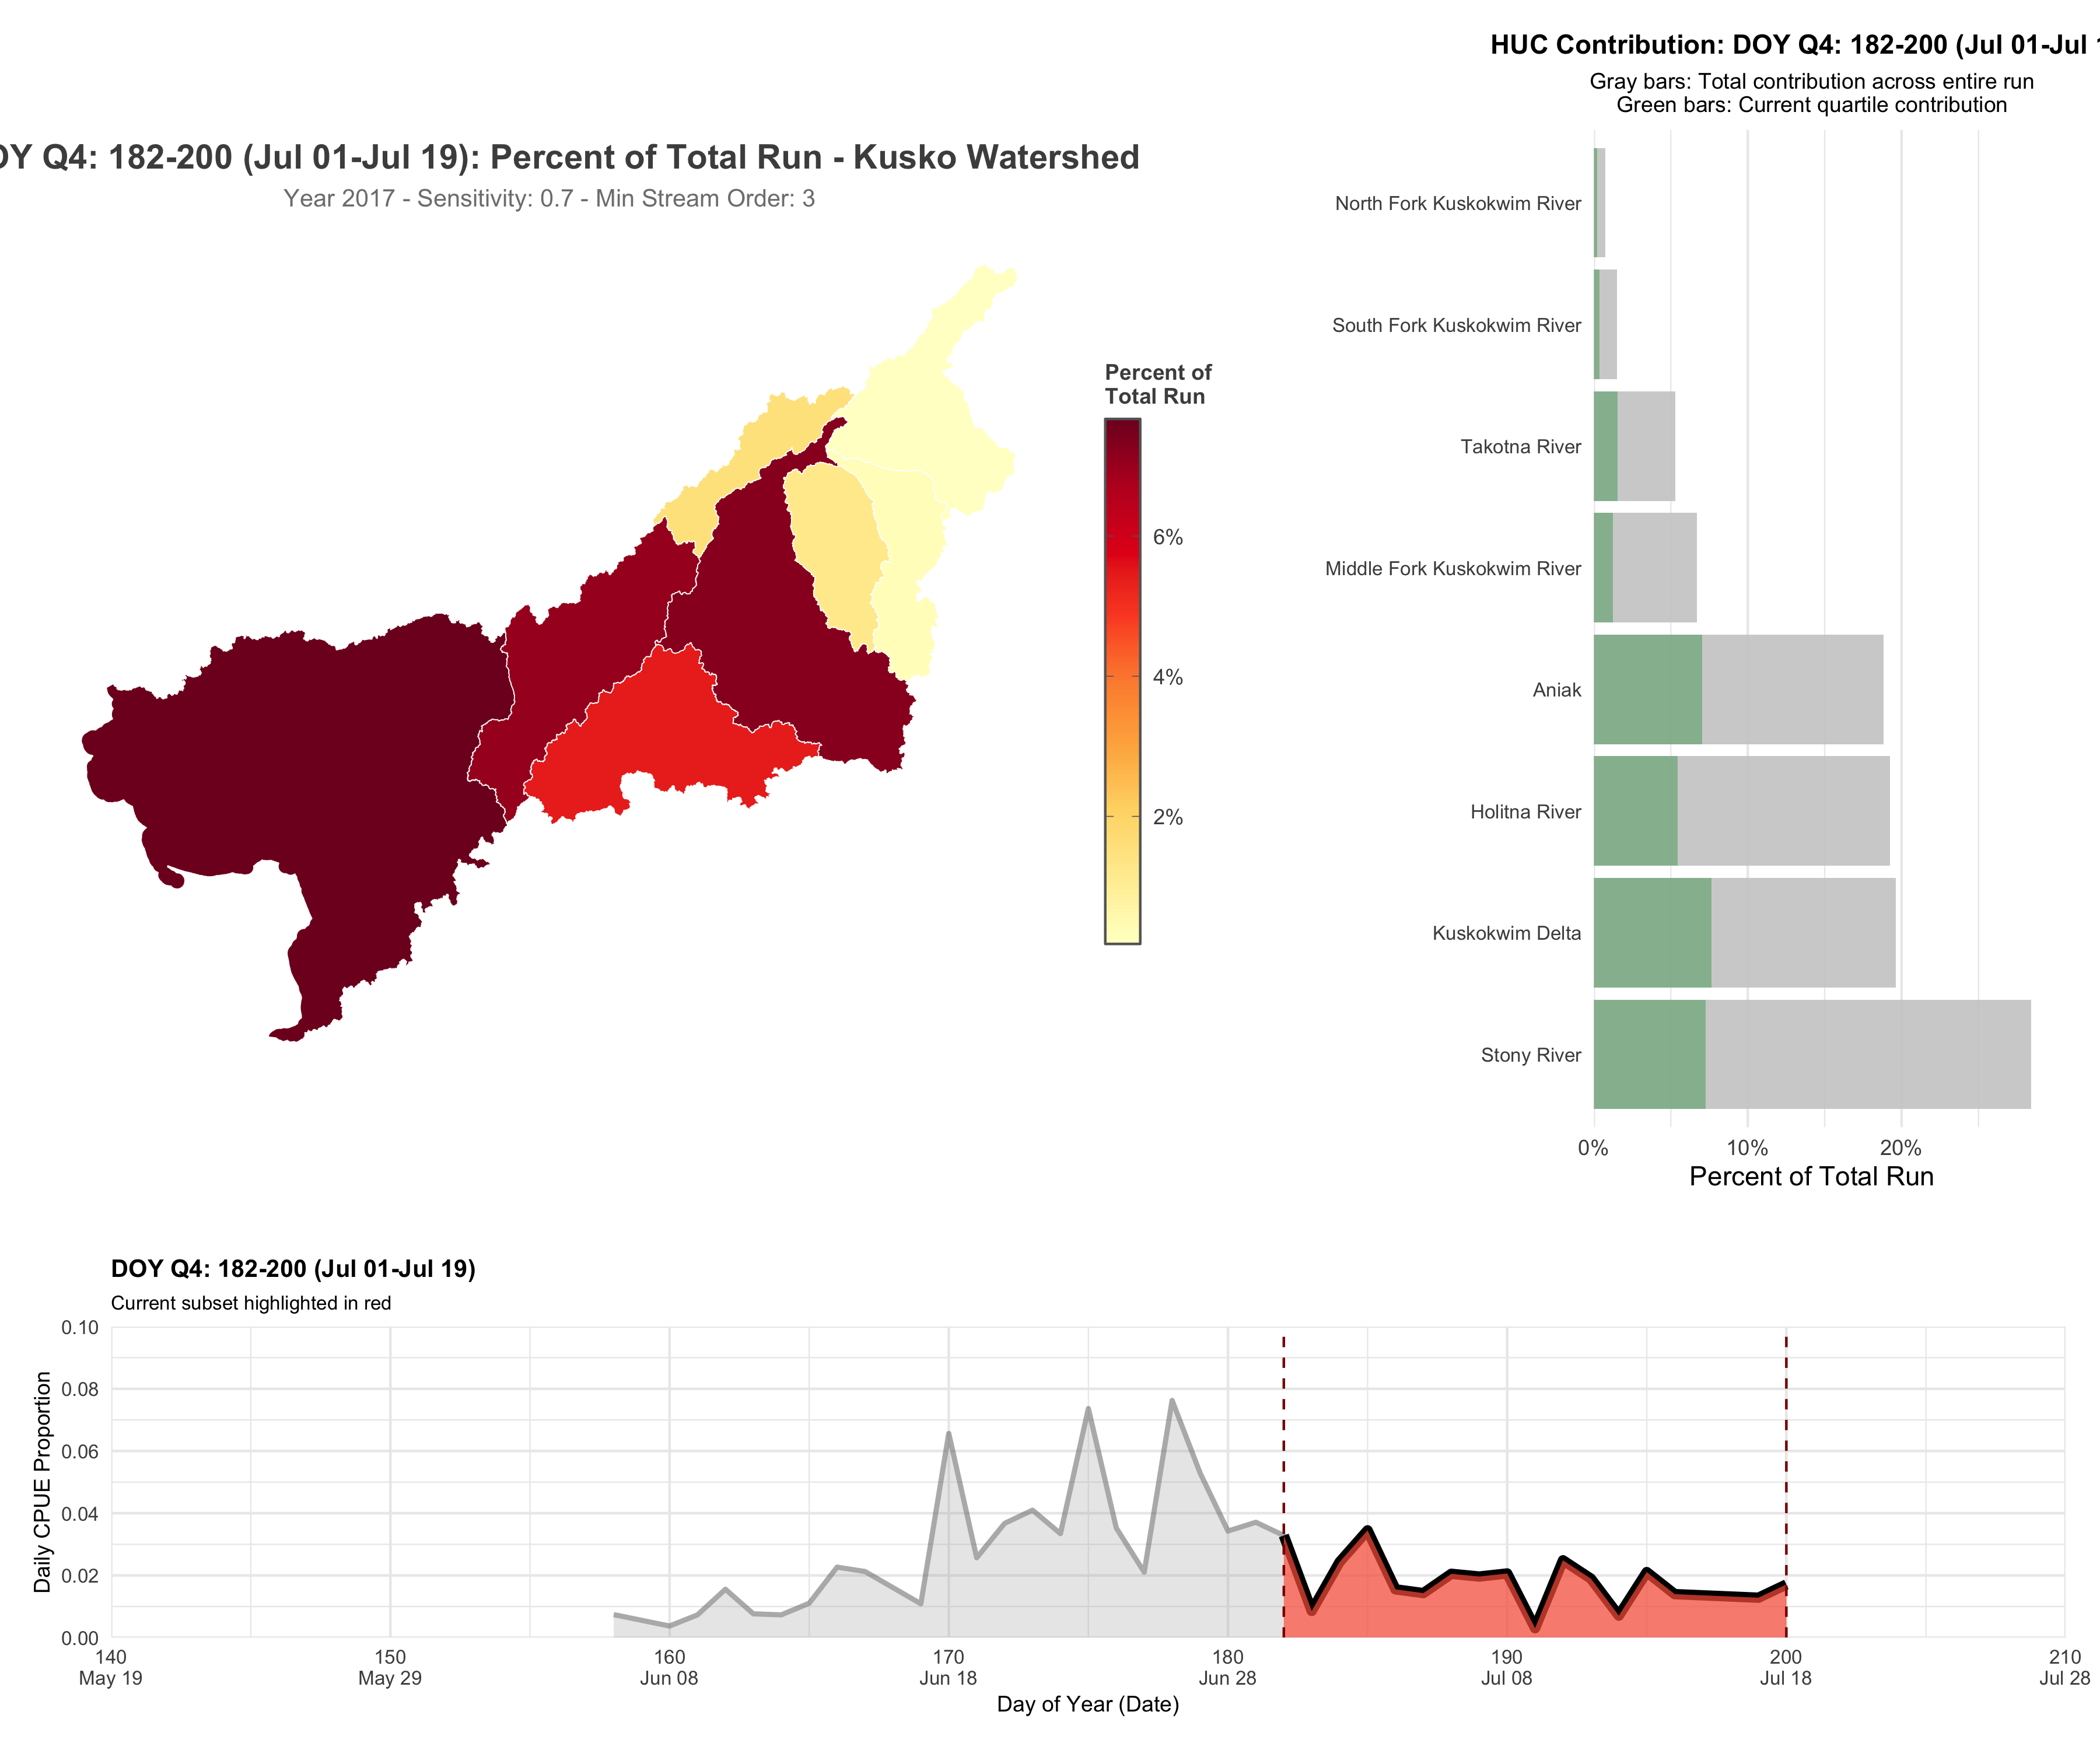 OY Q4: 182-200 (Jul 01-Jul 19): Percent of Total Run - Kusko Watershed
Year 2017 - Sensitivity: 0.7 - Min Stream Order: 3
Percent of
Total Run
6%
4%
2%
HUC Contribution: DOY Q4: 182-200 (Jul 01-Jul 1
Gray bars: Total contribution across entire run
Green bars: Current quartile contribution
North Fork Kuskokwim River
South Fork Kuskokwim River
Takotna River
Middle Fork Kuskokwim River
Aniak
Holitna River
Kuskokwim Delta
Stony River
0% 10% 20%
Percent of Total Run
DOY Q4: 182-200 (Jul 01-Jul 19)
Current subset highlighted in red
Daily CPUE Proportion
0.10
0.08
0.06
0.04
0.02
0.00
140 150 160 170 180 190 200 210
May 19 May 29 Jun 08 Jun 18 Jun 28 Jul 08 Jul 18 Jul 28
Day of Year (Date)